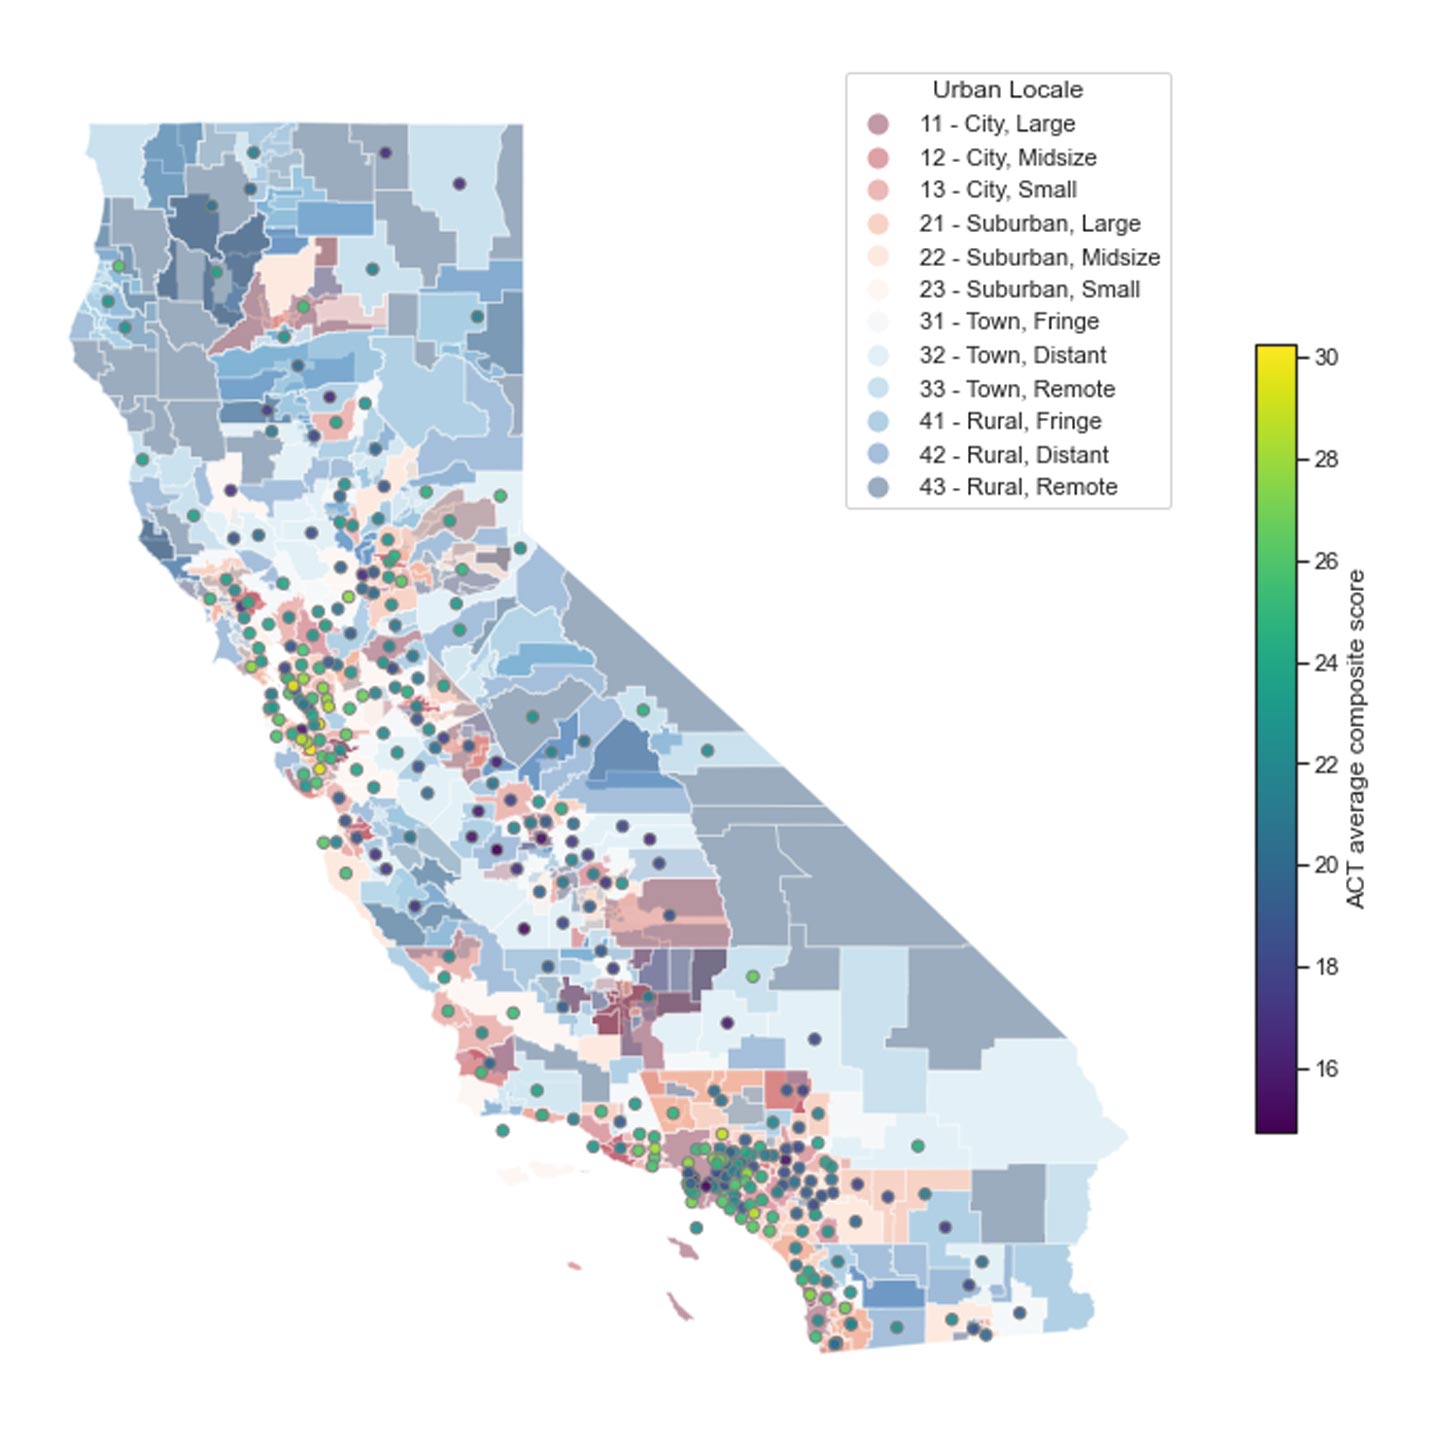 Urban Locale
11 - City, Large
12 - City, Midsize
13 - City, Small
21 - Suburban, Large
22 - Suburban, Midsize
23 - Suburban, Small
31 - Town, Fringe
32 - Town, Distant
33 - Town, Remote
41 - Rural, Fringe
42 - Rural, Distant
43 - Rural, Remote
30
28
26
24
22
20
18
16
ACT average composite score